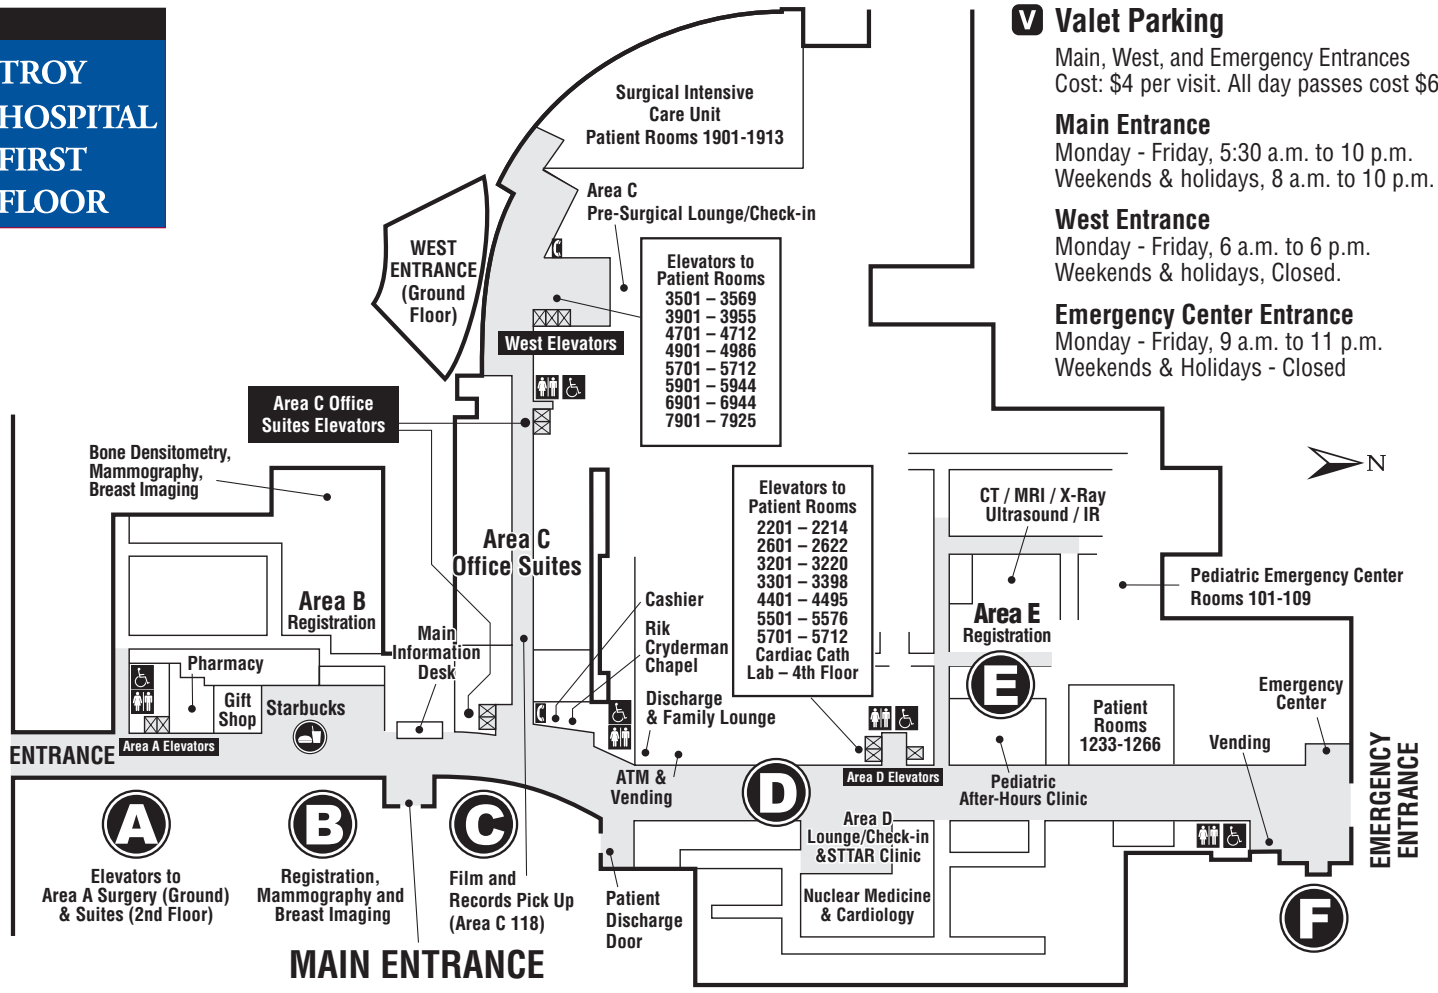 TROY
HOSPITAL
FIRST
FLOOR
V Valet Parking
Main, West, and Emergency Entrances
Cost: $4 per visit. All day passes cost $6
Main Entrance
Monday - Friday, 5:30 a.m. to 10 p.m.
Weekends & holidays, 8 a.m. to 10 p.m.
West Entrance
Monday - Friday, 6 a.m. to 6 p.m.
Weekends & holidays, Closed.
Emergency Center Entrance
Monday - Friday, 9 a.m. to 11 p.m.
Weekends & Holidays - Closed
Surgical Intensive
Care Unit
Patient Rooms 1901-1913
Area C
Pre-Surgical Lounge/Check-in
WEST
ENTRANCE
(Ground
Floor)
Elevators to
Patient Rooms
3501 – 3569
3901 – 3955
4701 – 4712
4901 – 4986
5701 – 5712
5901 – 5944
6901 – 6944
7901 – 7925
West Elevators
Area C Office
Suites Elevators
Bone Densitometry,
Mammography,
Breast Imaging
Area C
Office Suites
Elevators to
Patient Rooms
2201 – 2214
2601 – 2622
3201 – 3220
3301 – 3398
4401 – 4495
5501 – 5576
5701 – 5712
Cardiac Cath
Lab – 4th Floor
N
CT / MRI / X-Ray
Ultrasound / IR
Pediatric Emergency Center
Rooms 101-109
Area B
Registration
Main
Information
Desk
Cashier
Rik
Cryderman
Chapel
Discharge
& Family Lounge
Area E
Registration
E
Pharmacy
Gift
Shop
Starbucks
Patient
Rooms
1233-1266
Emergency
Center
Vending
ENTRANCE
Area A Elevators
ATM &
Vending
D
Area D Elevators
Pediatric
After-Hours Clinic
EMERGENCY
ENTRANCE
A
Elevators to
Area A Surgery (Ground)
& Suites (2nd Floor)
B
Registration,
Mammography and
Breast Imaging
C
Film and
Records Pick Up
(Area C 118)
Patient
Discharge
Door
Area D
Lounge/Check-in
&STTAR Clinic
Nuclear Medicine
& Cardiology
F
MAIN ENTRANCE